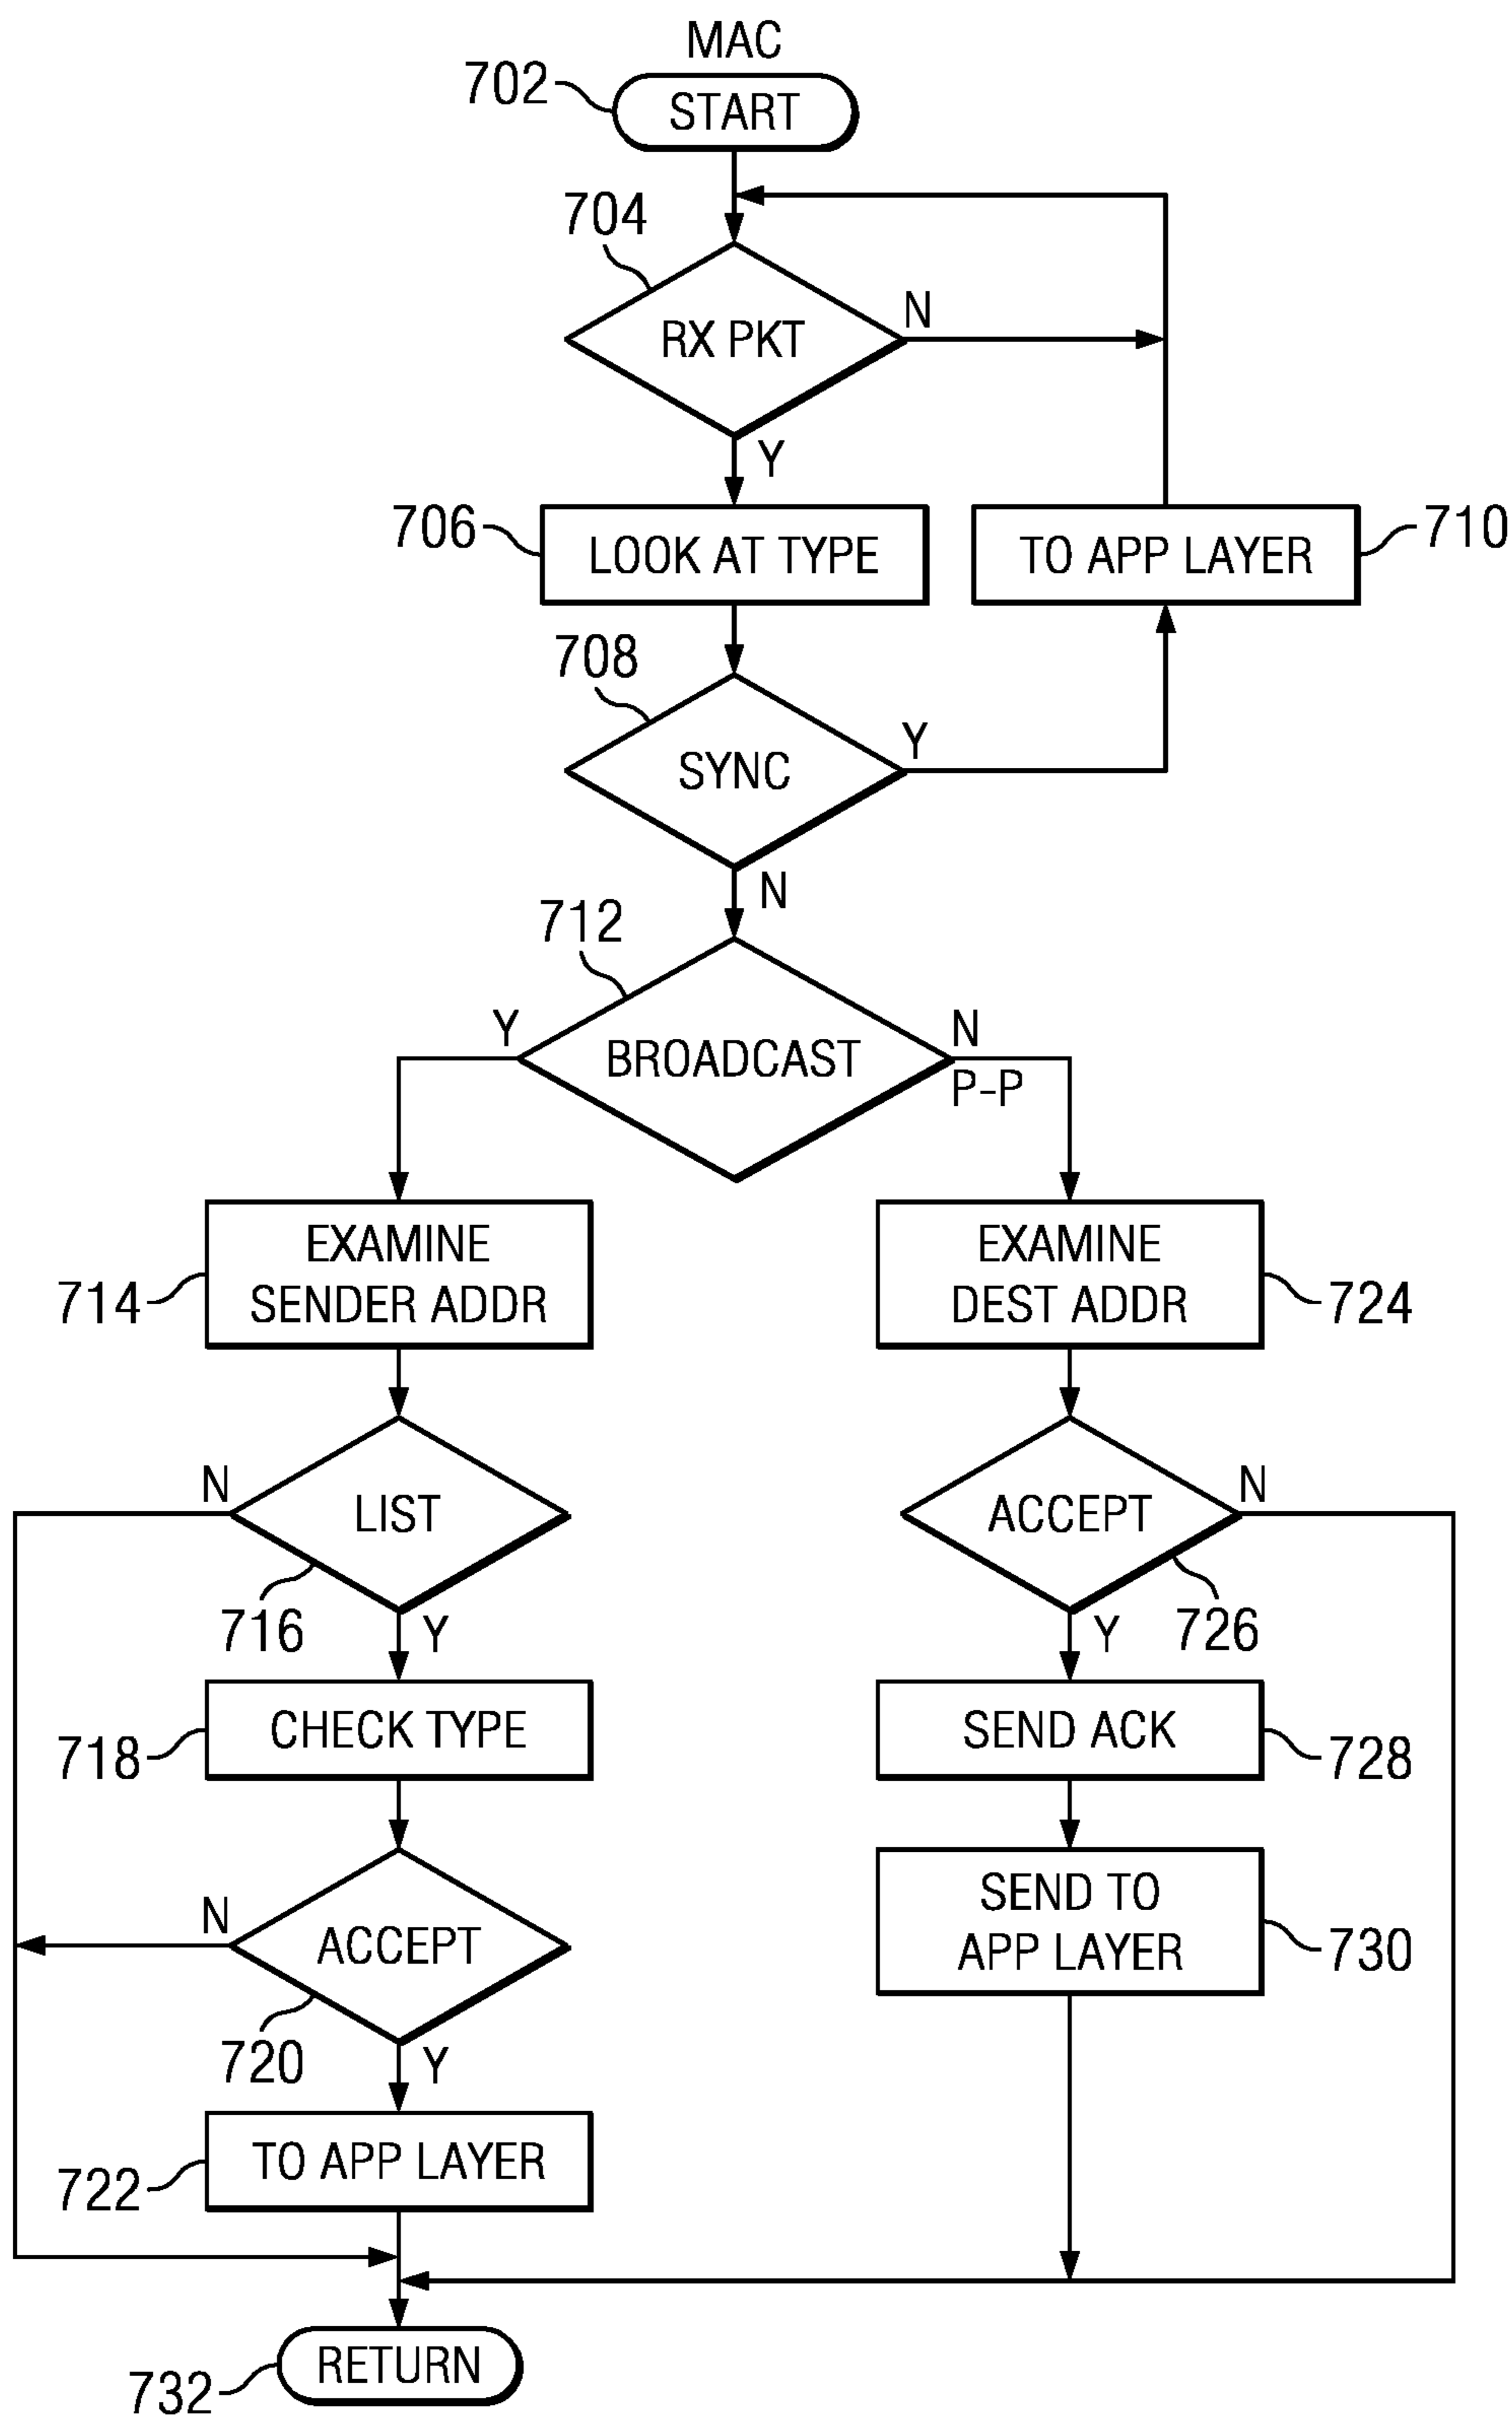 MAC
702
START
704
RX PKT
N
Y
706
LOOK AT TYPE
TO APP LAYER
710
708
SYNC
Y
N
712
Y
BROADCAST
N
P-P
714
EXAMINE
SENDER ADDR
EXAMINE
DEST ADDR
724
N
LIST
716
Y
ACCEPT
N
726
Y
718
CHECK TYPE
SEND ACK
728
N
ACCEPT
720
Y
SEND TO
APP LAYER
730
722
TO APP LAYER
732
RETURN